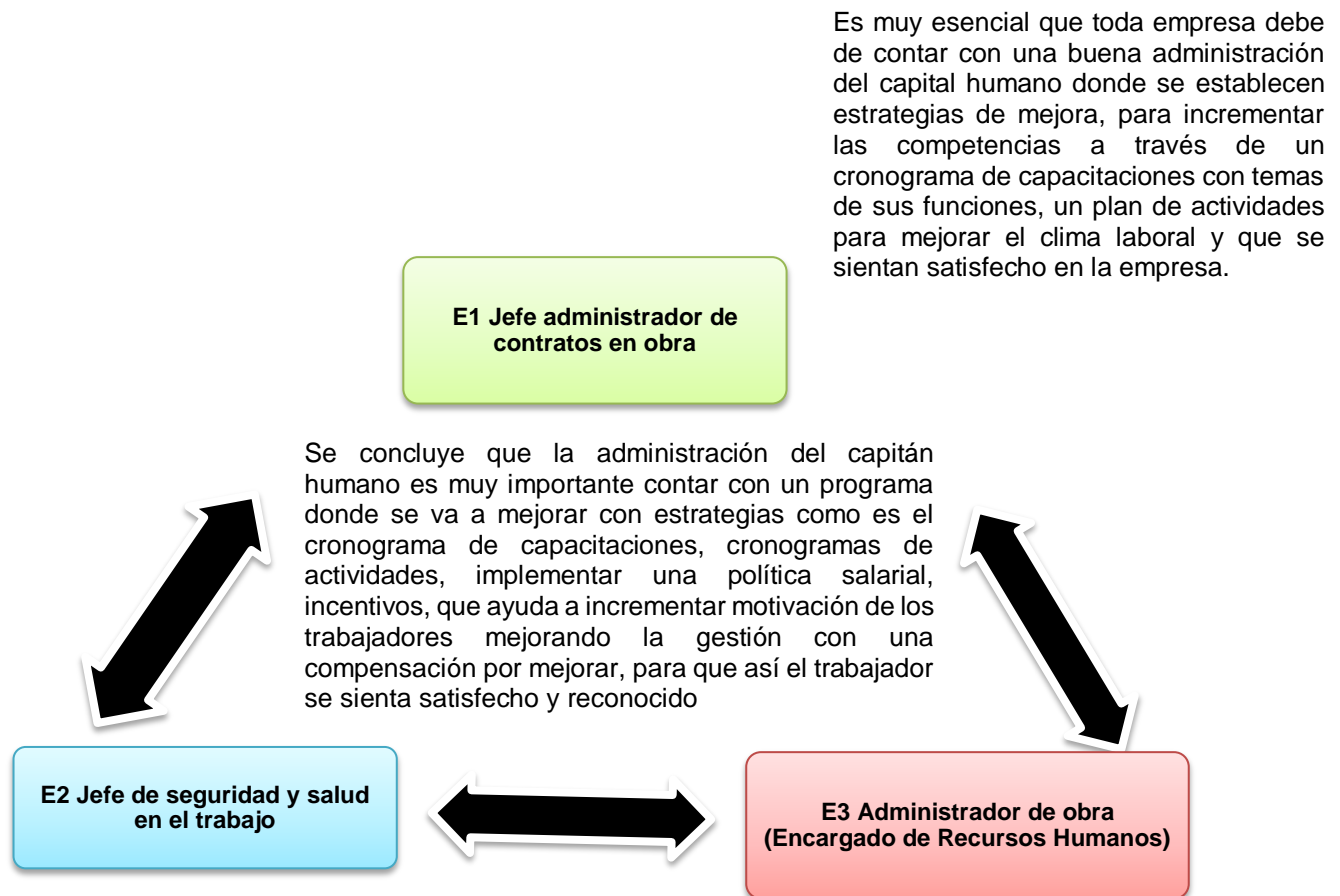 Es muy esencial que toda empresa debe
de contar con una buena administración
del capital humano donde se establecen
estrategias de mejora, para incrementar
las competencias a través de un
cronograma de capacitaciones con temas
de sus funciones, un plan de actividades
para mejorar el clima laboral y que se
sientan satisfecho en la empresa.
E1 Jefe administrador de
contratos en obra
Se concluye que la administración del capitán
humano es muy importante contar con un programa
donde se va a mejorar con estrategias como es el
cronograma de capacitaciones, cronogramas de
actividades, implementar una política salarial,
incentivos, que ayuda a incrementar motivación de los
trabajadores mejorando la gestión con una
compensación por mejorar, para que así el trabajador
se sienta satisfecho y reconocido
E2 Jefe de seguridad y salud
en el trabajo
E3 Administrador de obra
(Encargado de Recursos Humanos)